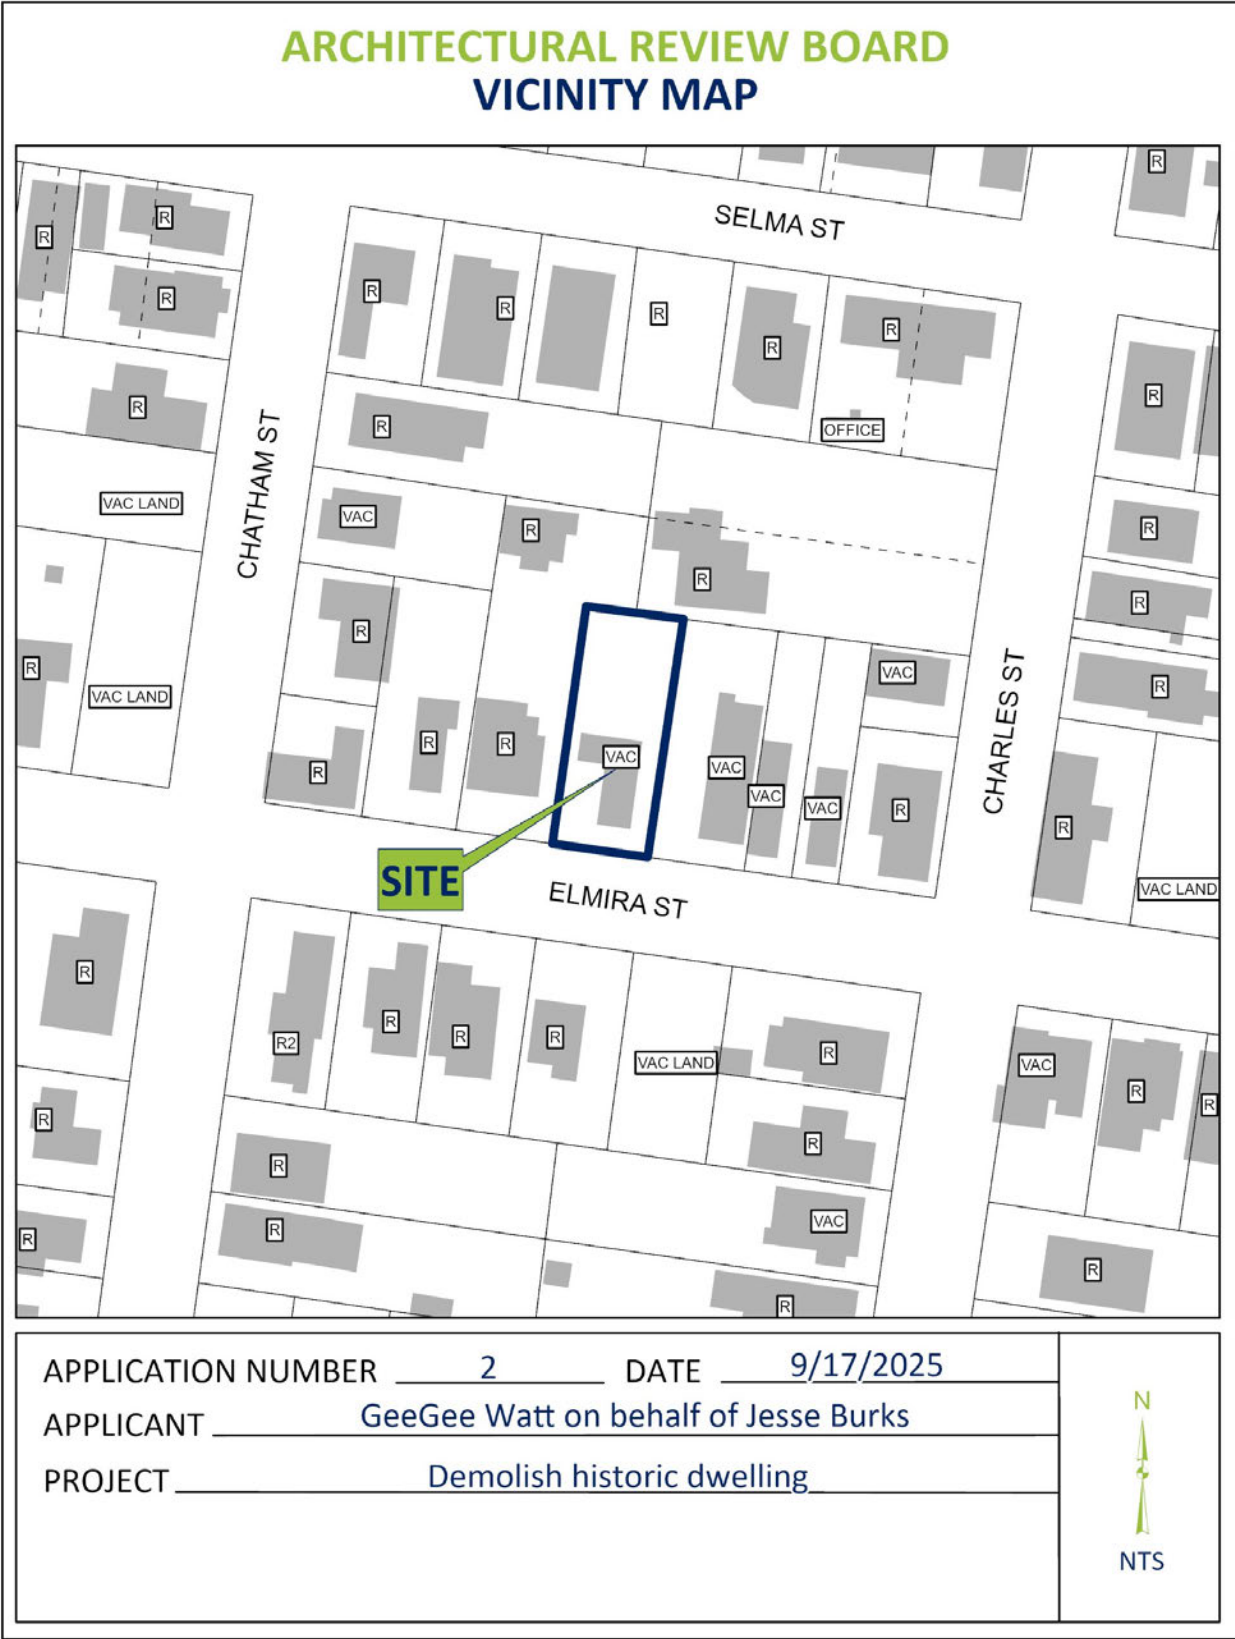 ARCHITECTURAL REVIEW BOARD
VICINITY MAP
R
R
R
SELMA ST
R
R
R
R
R
R
R
R
R
R
CHATHAM ST
R
OFFICE
VAC LAND
VAC
R
R
R
R
R
R
VAC LAND
VAC
CHARLES ST
R
R
R
R
VAC
VAC
VAC
VAC
R
R
R
SITE
ELMIRA ST
VAC LAND
R
R2
R
R
R
VAC LAND
R
VAC
R
R
R
R
R
VAC
R
R
R
R
R
APPLICATION NUMBER 2 DATE 9/17/2025
APPLICANT GeeGee Watt on behalf of Jesse Burks
PROJECT Demolish historic dwelling
N
NTS